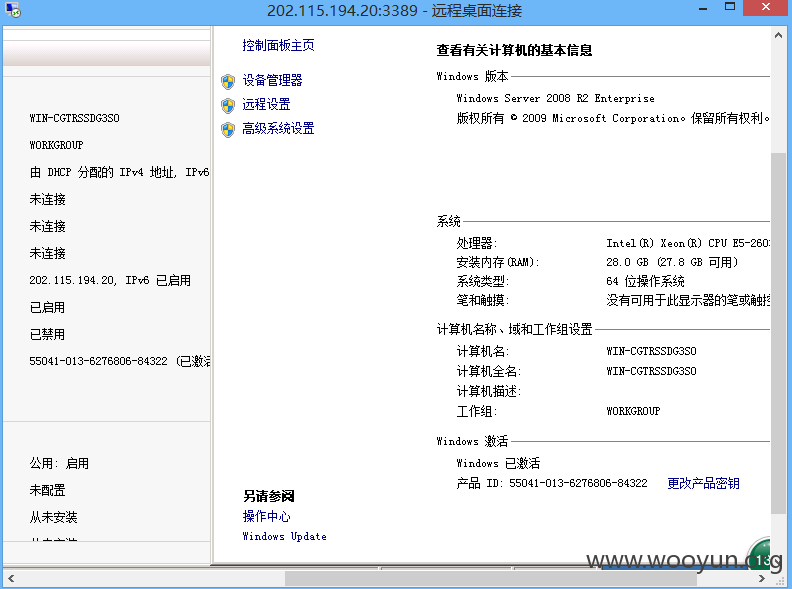 202.115.194.20:3389 - 远程桌面连接
WIN-CGTRSSDG3SO
WORKGROUP
由 DHCP 分配的 IPv4 地址, IPv6
未连接
未连接
未连接
202.115.194.20, IPv6 已启用
已启用
已禁用
55041-013-6276806-84322 (已激活
公用: 启用
未配置
从未安装
从未安装
控制面板主页
设备管理器
远程设置
高级系统设置
另请参阅
操作中心
Windows Update
查看有关计算机的基本信息
Windows 版本
Windows Server 2008 R2 Enterprise
版权所有 © 2009 Microsoft Corporation。保留所有权利。
系统
处理器: Intel(R) Xeon(R) CPU E5-260
安装内存(RAM): 28.0 GB (27.8 GB 可用)
系统类型: 64 位操作系统
笔和触摸: 没有可用于此显示器的笔或触控
计算机名称、域和工作组设置
计算机名: WIN-CGTRSSDG3SO
计算机全名: WIN-CGTRSSDG3SO
计算机描述:
工作组: WORKGROUP
Windows 激活
Windows 已激活
产品 ID: 55041-013-6276806-84322 更改产品密钥
www.wooyun.org